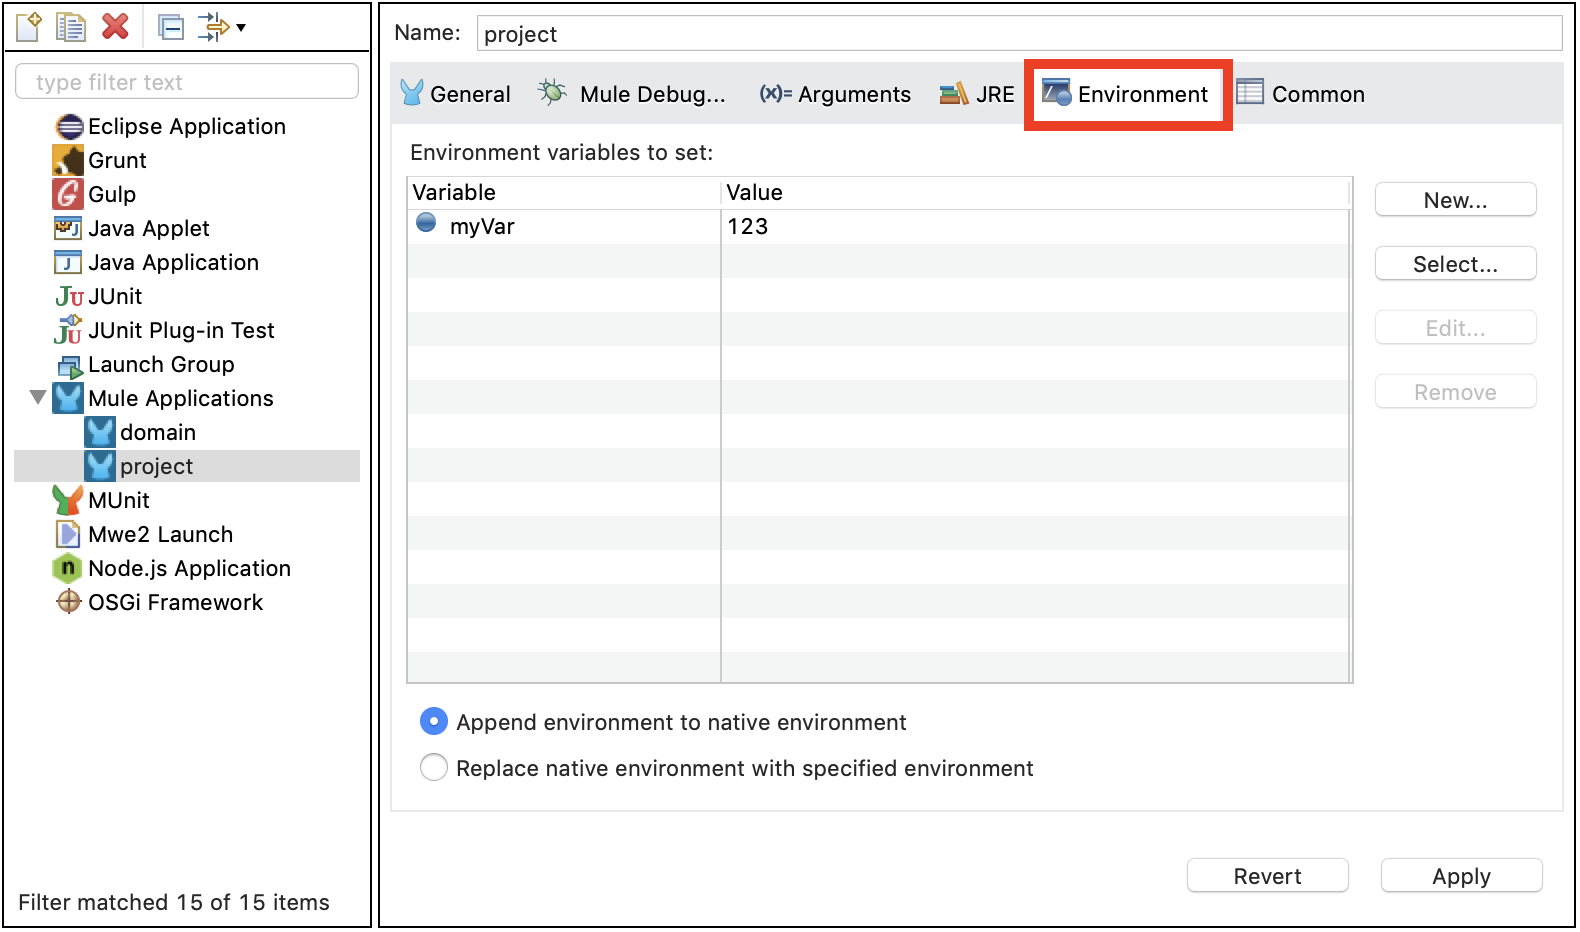 type filter text
Eclipse Application
Grunt
Gulp
Java Applet
Java Application
JUnit
JUnit Plug-in Test
Launch Group
Mule Applications
domain
project
MUnit
Mwe2 Launch
Node.js Application
OSGi Framework
Filter matched 15 of 15 items
Name: project
General Mule Debug... (x)= Arguments JRE Environment Common
Environment variables to set:
Variable Value
myVar 123
New...
Select...
Edit...
Remove
Append environment to native environment
Replace native environment with specified environment
Revert Apply